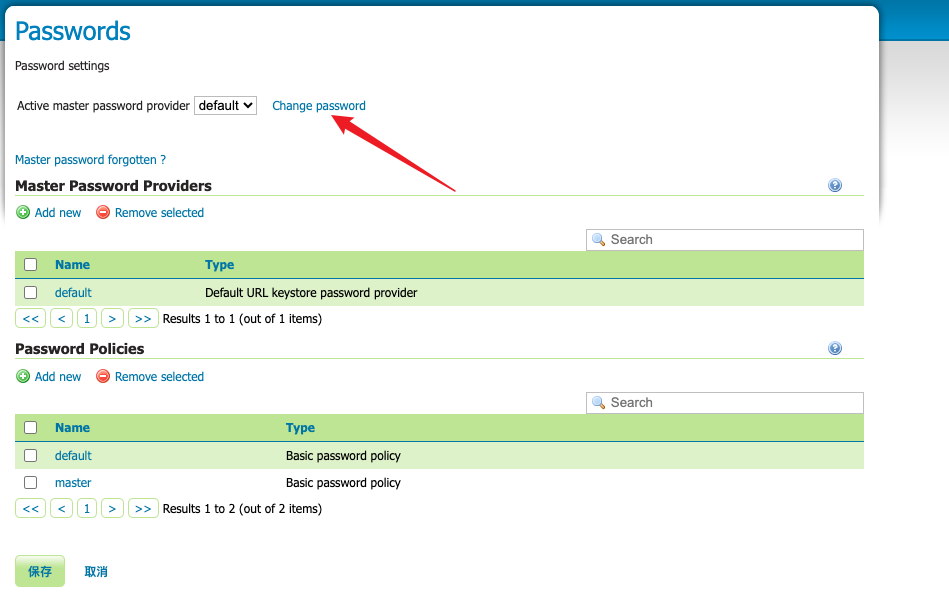 Passwords
Password settings
Active master password provider default Change password
Master password forgotten ?
Master Password Providers
Add new Remove selected
Search
Name Type
default Default URL keystore password provider
<< < 1 > >> Results 1 to 1 (out of 1 items)
Password Policies
Add new Remove selected
Search
Name Type
default Basic password policy
master Basic password policy
<< < 1 > >> Results 1 to 2 (out of 2 items)
保存 取消